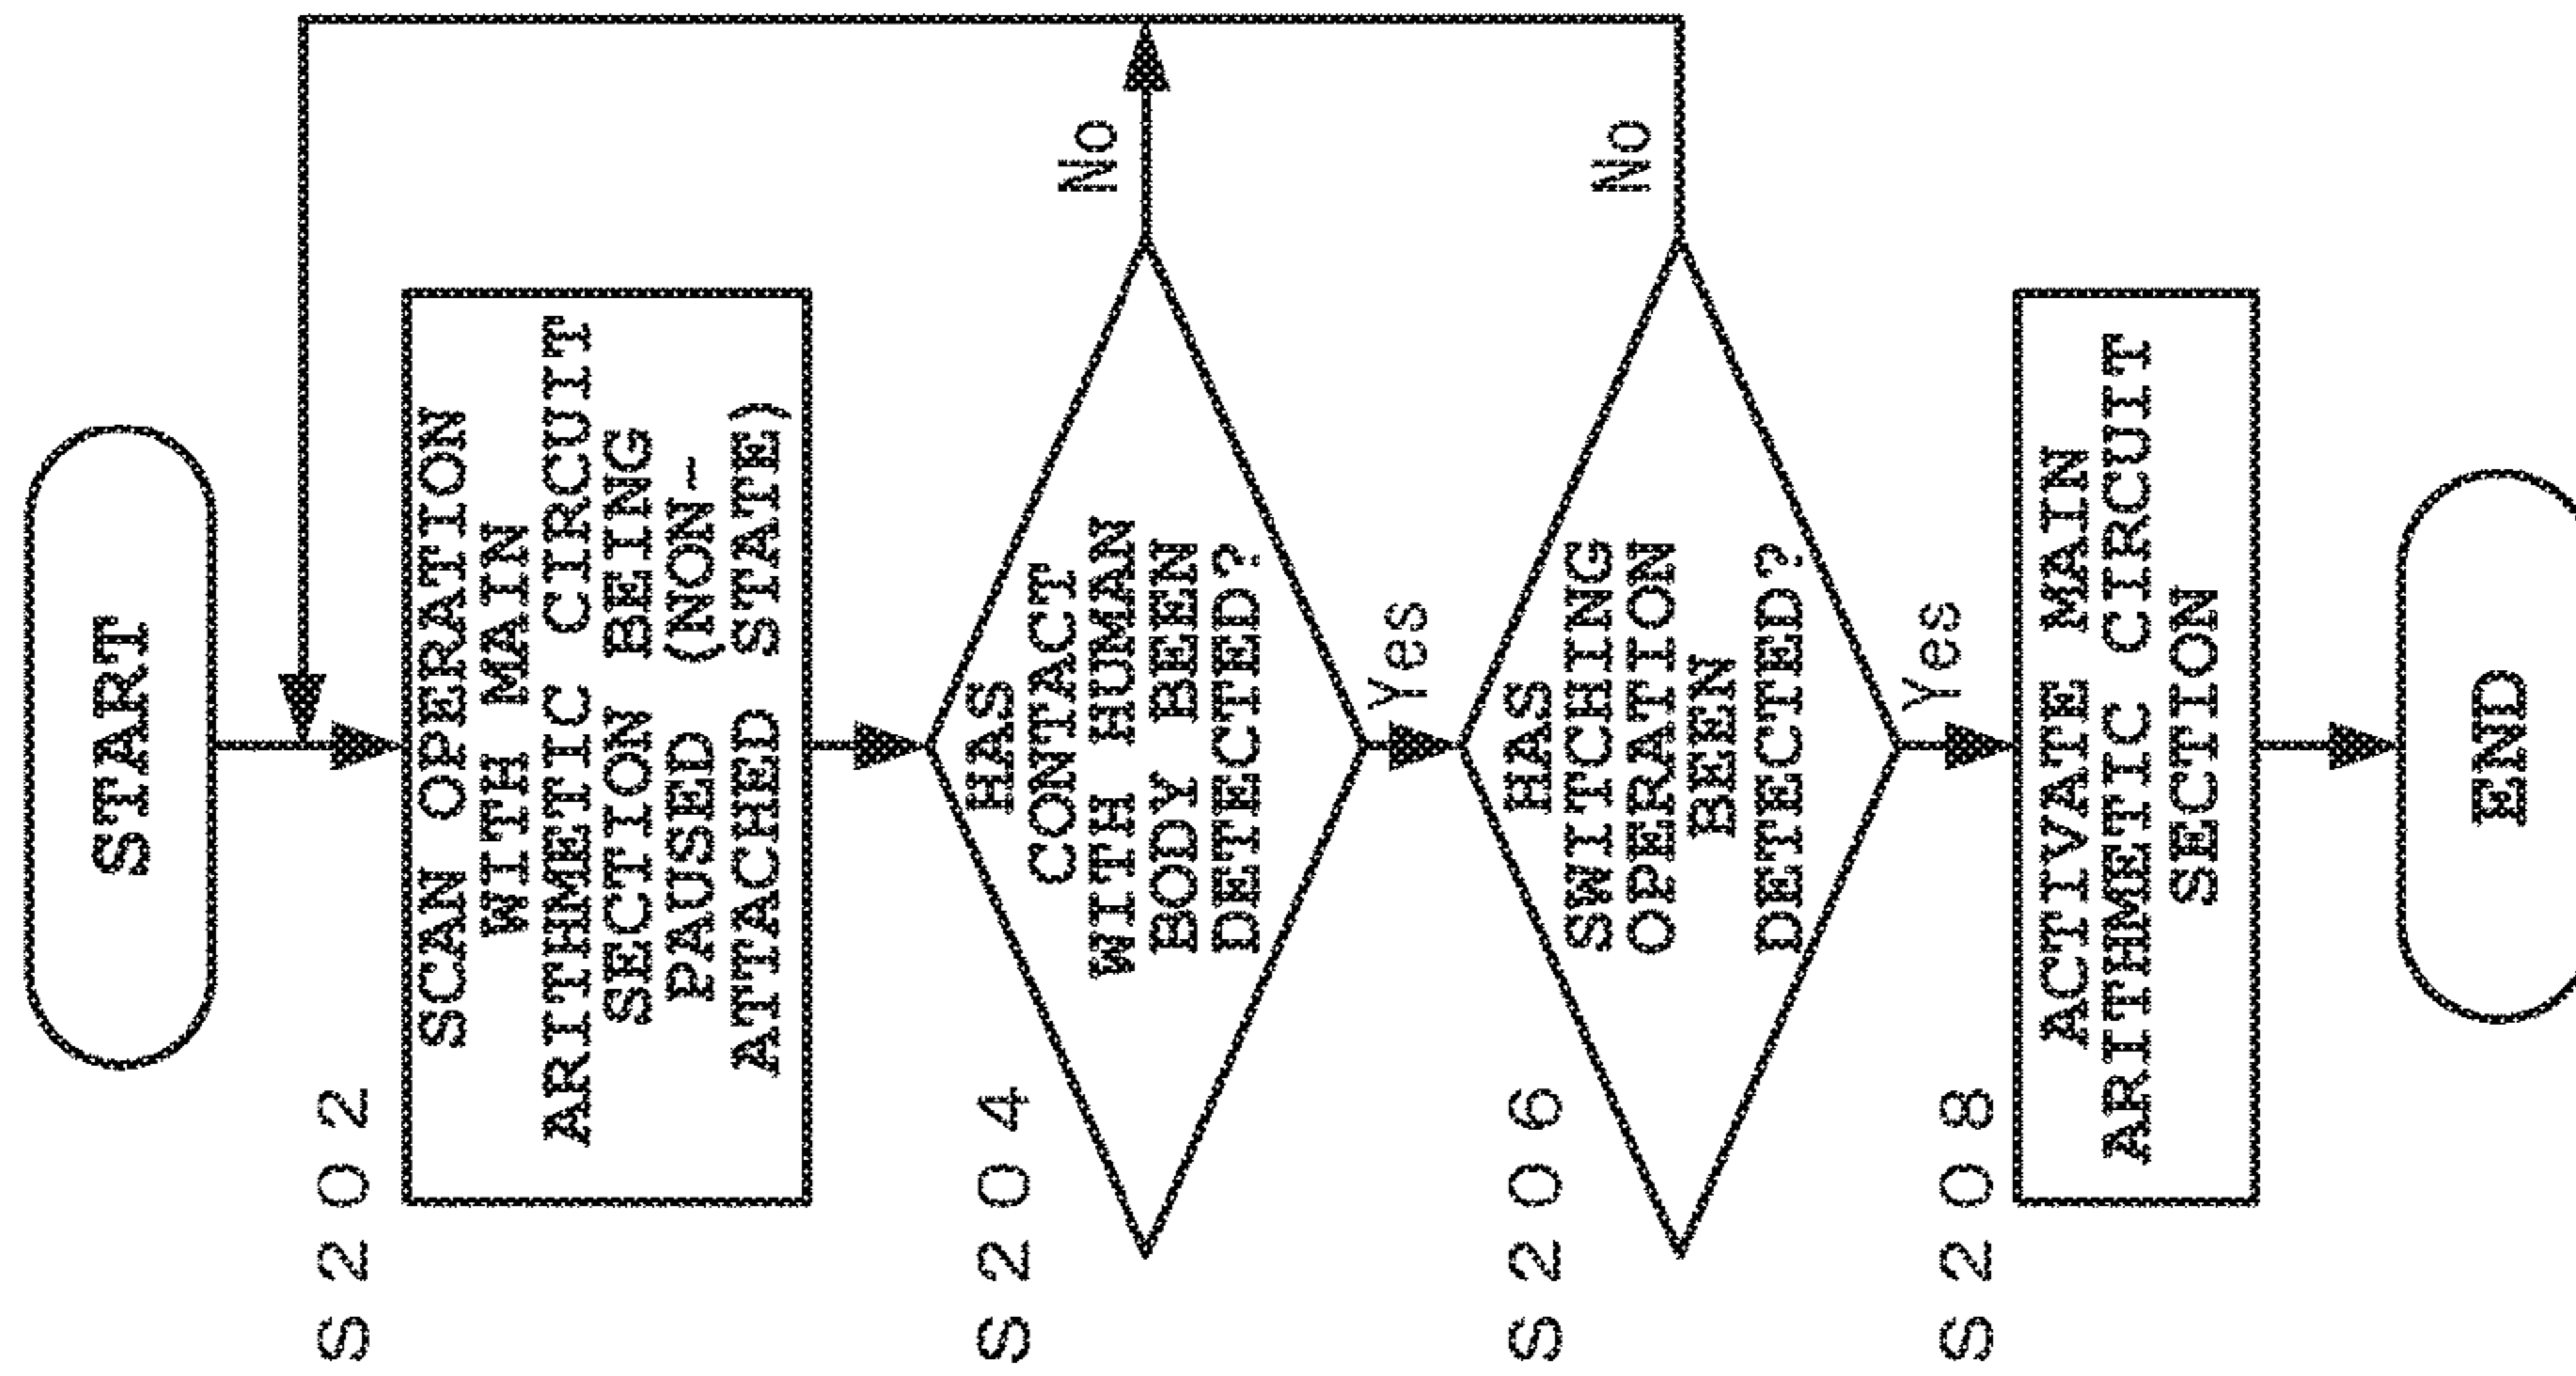 START
S202
SCAN OPERATION
WITH MAIN
ARITHMETIC CIRCUIT
SECTION BEING
PAUSED (NON-
ATTACHED STATE)
S204
HAS
CONTACT
WITH HUMAN
BODY BEEN
DETECTED?
No
Yes
S206
HAS
SWITCHING
OPERATION
BEEN
DETECTED?
No
Yes
S208
ACTIVATE MAIN
ARITHMETIC CIRCUIT
SECTION
END